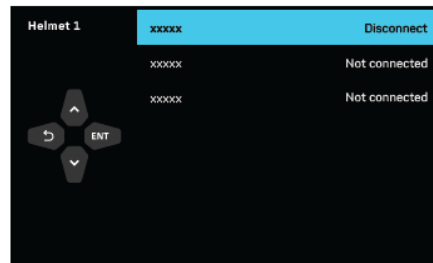 Helmet 1
xxxxx Disconnect
xxxxx Not connected
xxxxx Not connected
ENT